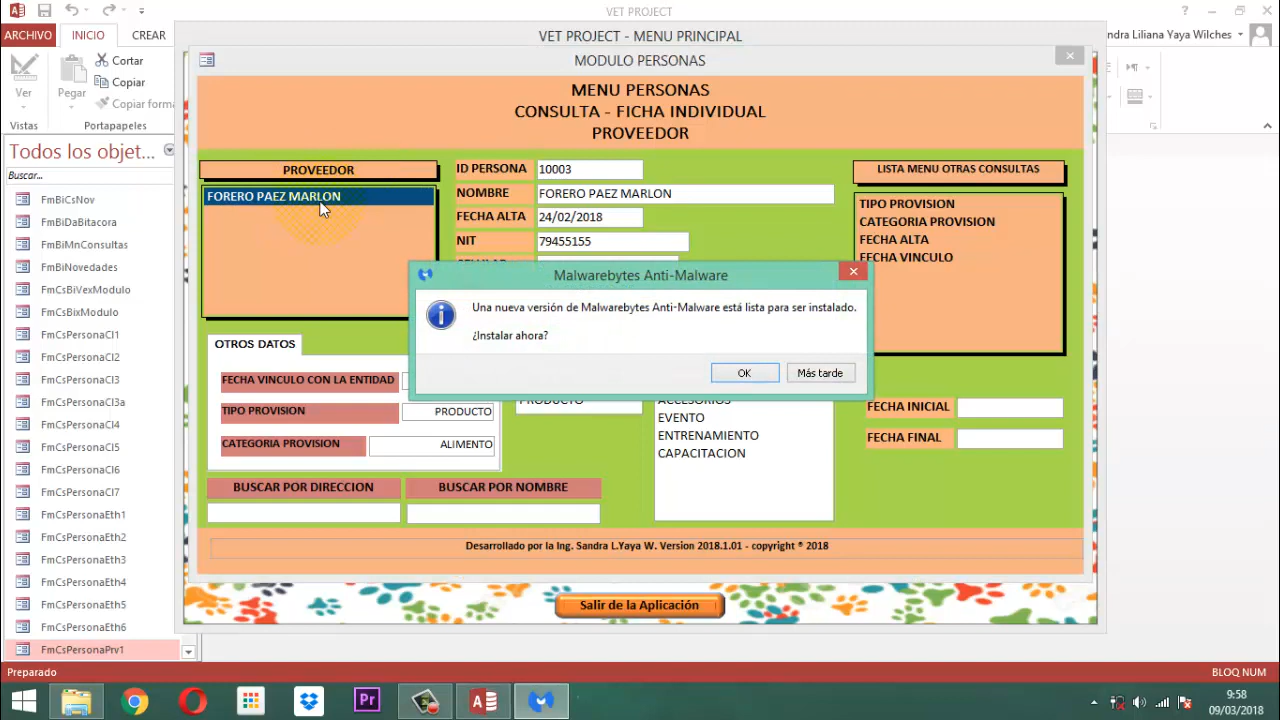 VET PROJECT
ARCHIVO
INICIO
CREAR
ndra Liliana Yaya Wilches
Ver
Pegar
Cortar
Copiar
Copiar forma
Vistas
Portapapeles
Todos los objet...
Buscar...
FmBiCsNov
FmBiDaBitacora
FmBiMnConsultas
FmBiNovedades
FmCsBiVexModulo
FmCsBixModulo
FmCsPersonaCl1
FmCsPersonaCl2
FmCsPersonaCl3
FmCsPersonaCl3a
FmCsPersonaCl4
FmCsPersonaCl5
FmCsPersonaCl6
FmCsPersonaCl7
FmCsPersonaEth1
FmCsPersonaEth2
FmCsPersonaEth3
FmCsPersonaEth4
FmCsPersonaEth5
FmCsPersonaEth6
FmCsPersonaPrv1
VET PROJECT - MENU PRINCIPAL
MODULO PERSONAS
MENU PERSONAS
CONSULTA - FICHA INDIVIDUAL
PROVEEDOR
PROVEEDOR
FORERO PAEZ MARLON
ID PERSONA 10003
NOMBRE FORERO PAEZ MARLON
FECHA ALTA 24/02/2018
NIT 79455155
LISTA MENU OTRAS CONSULTAS
TIPO PROVISION
CATEGORIA PROVISION
FECHA ALTA
FECHA VINCULO
Malwarebytes Anti-Malware
Una nueva versión de Malwarebytes Anti-Malware está lista para ser instalado.
¿Instalar ahora?
OK
Más tarde
OTROS DATOS
FECHA VINCULO CON LA ENTIDAD
TIPO PROVISION PRODUCTO
CATEGORIA PROVISION ALIMENTO
PRODUCTO
ACCESORIOS
EVENTO
ENTRENAMIENTO
CAPACITACION
FECHA INICIAL
FECHA FINAL
BUSCAR POR DIRECCION
BUSCAR POR NOMBRE
Desarrollado por la Ing. Sandra L.Yaya W. Version 2018.1.01 - copyright ® 2018
Salir de la Aplicación
Preparado
BLOQ NUM
Pr
9:58
09/03/2018